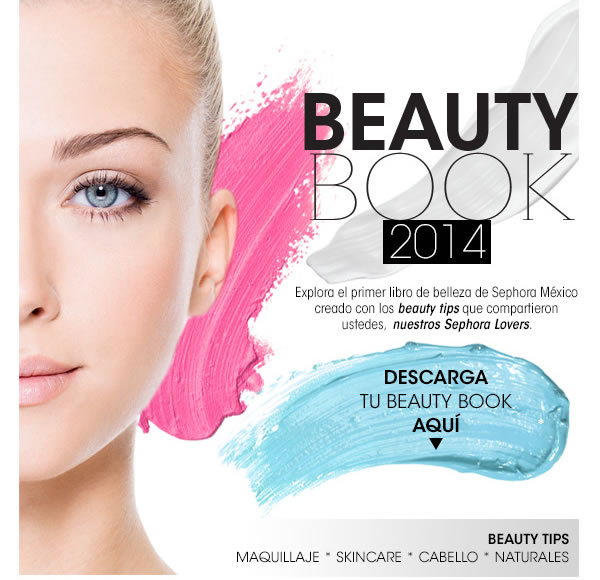 BEAUTY
BOOK
2014
Explora el primer libro de belleza de Sephora México
creado con los beauty tips que compartieron
ustedes, nuestros Sephora Lovers.
DESCARGA
TU BEAUTY BOOK
AQUÍ
BEAUTY TIPS
MAQUILLAJE * SKINCARE * CABELLO * NATURALES